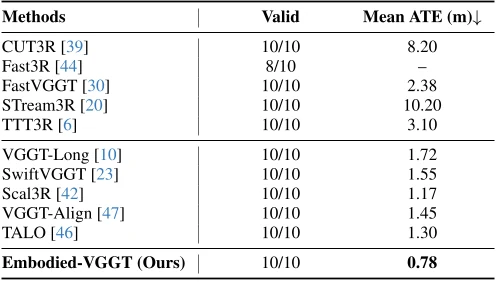 Methods Valid Mean ATE (m)↓
CUT3R [39] 10/10 8.20
Fast3R [44] 8/10 –
FastVGGT [30] 10/10 2.38
STream3R [20] 10/10 10.20
TTT3R [6] 10/10 3.10
VGGT-Long [10] 10/10 1.72
SwiftVGGT [23] 10/10 1.55
Scal3R [42] 10/10 1.17
VGGT-Align [47] 10/10 1.45
TALO [46] 10/10 1.30
Embodied-VGGT (Ours) 10/10 0.78